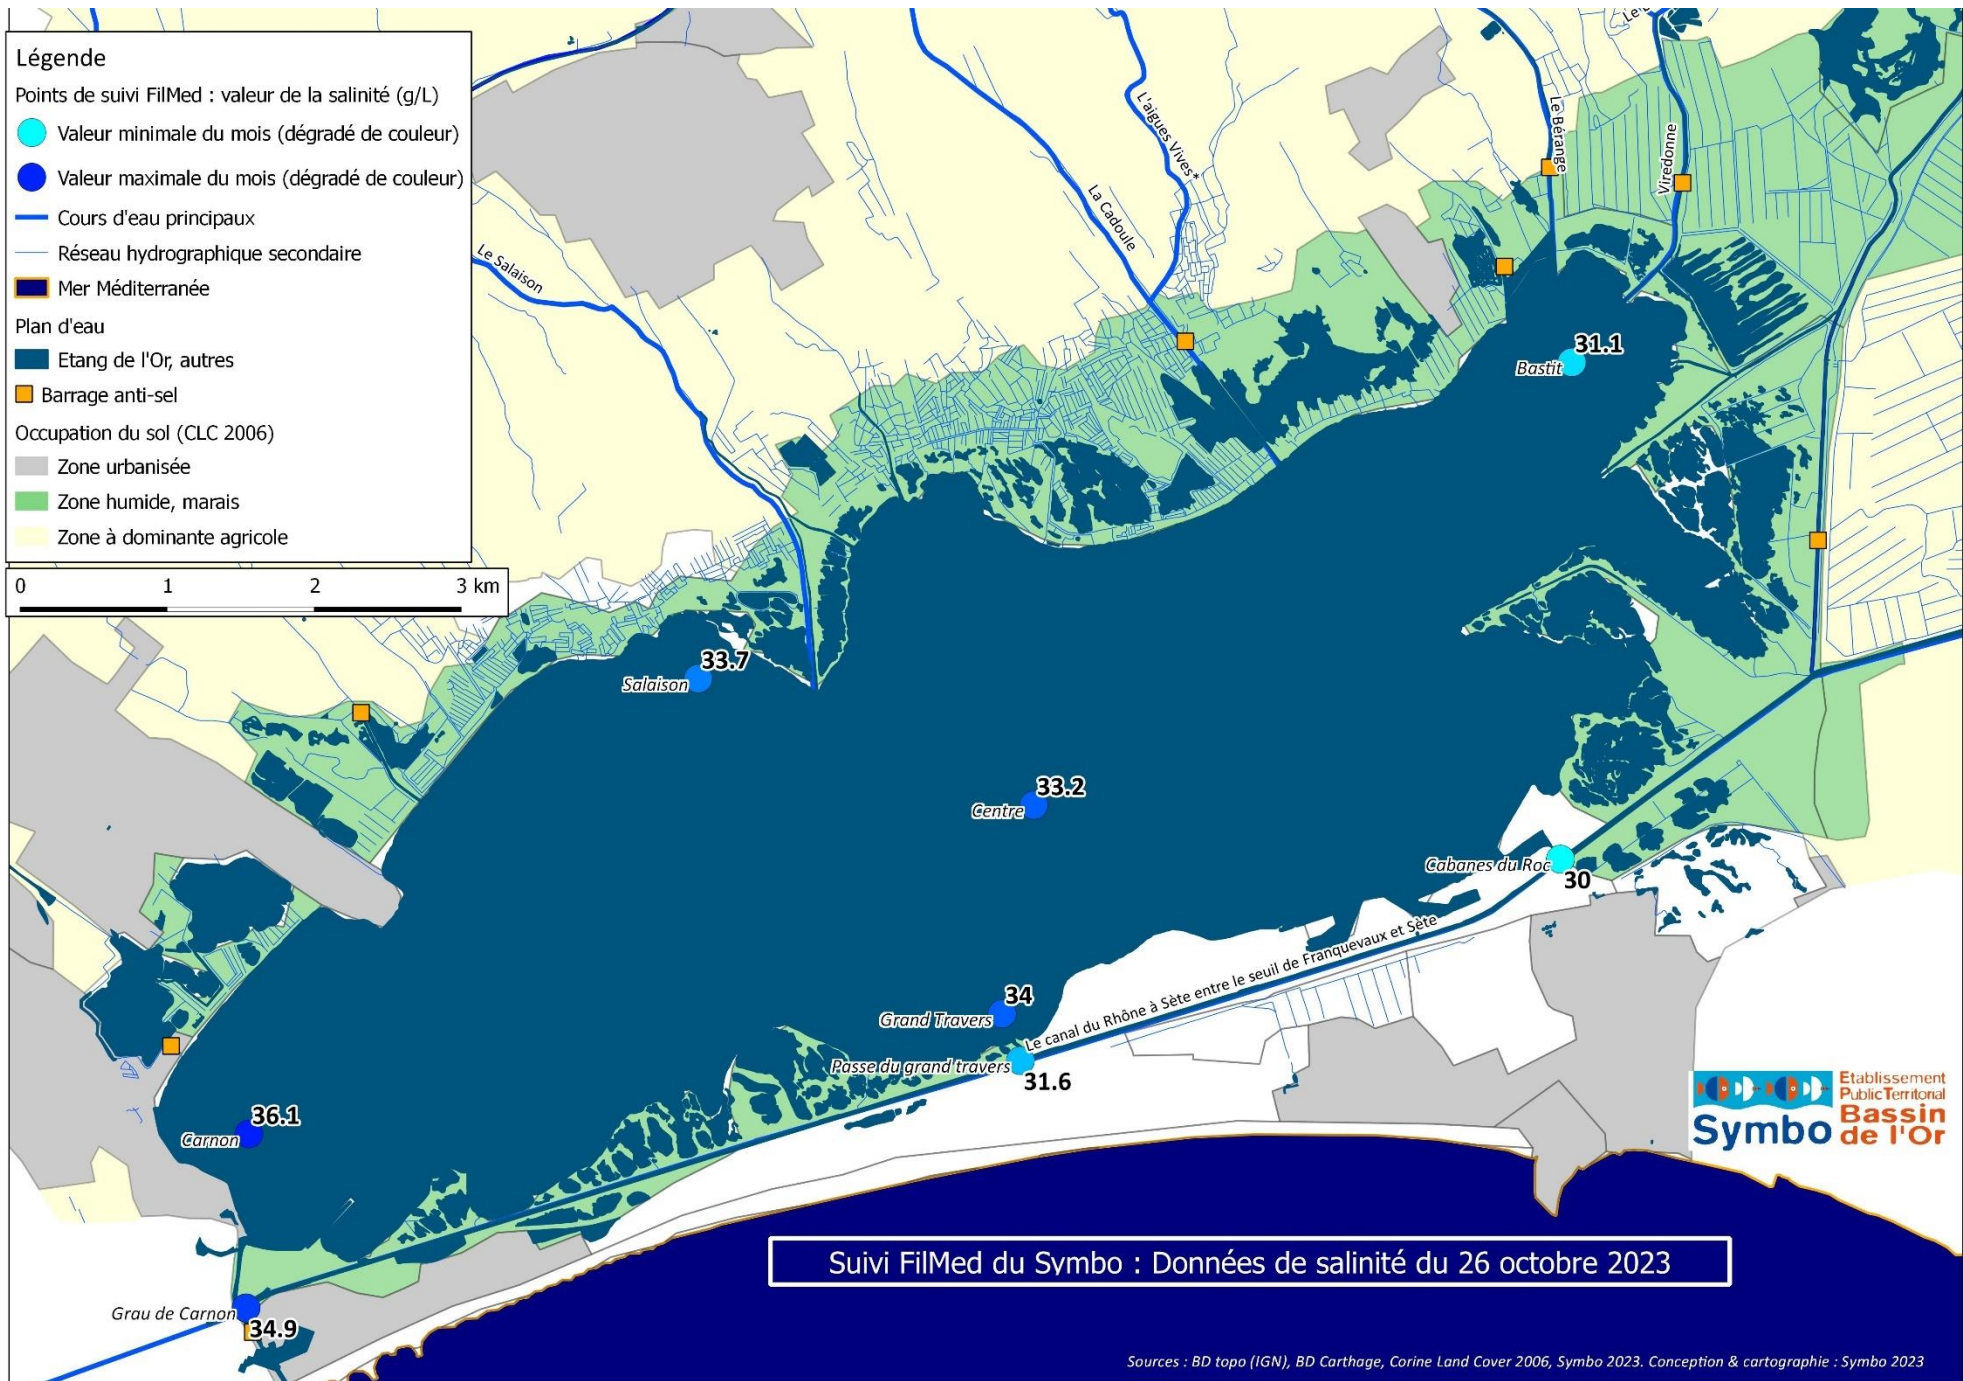 Légende
Points de suivi FilMed : valeur de la salinité (g/L)
Valeur minimale du mois (dégradé de couleur)
Valeur maximale du mois (dégradé de couleur)
Cours d'eau principaux
Réseau hydrographique secondaire
Mer Méditerranée
Plan d'eau
Etang de l'Or, autres
Barrage anti-sel
Occupation du sol (CLC 2006)
Zone urbanisée
Zone humide, marais
Zone à dominante agricole
0 1 2 3 km
Le Salaison
La Cadoule
L'aigues Vives*
Le Bérange
Viredonne
31.1
Bastit
33.7
Salaison
33.2
Centre
Cabanes du Roc
30
34
Grand Travers
Le canal du Rhône à Sète entre le seuil de Franquevaux et Sète
Passe du grand travers
31.6
36.1
Carnon
Grau de Carnon
34.9
Symbo
Etablissement
Public Territorial
Bassin
de l'Or
Suivi FilMed du Symbo : Données de salinité du 26 octobre 2023
Sources : BD topo (IGN), BD Carthage, Corine Land Cover 2006, Symbo 2023. Conception & cartographie : Symbo 2023